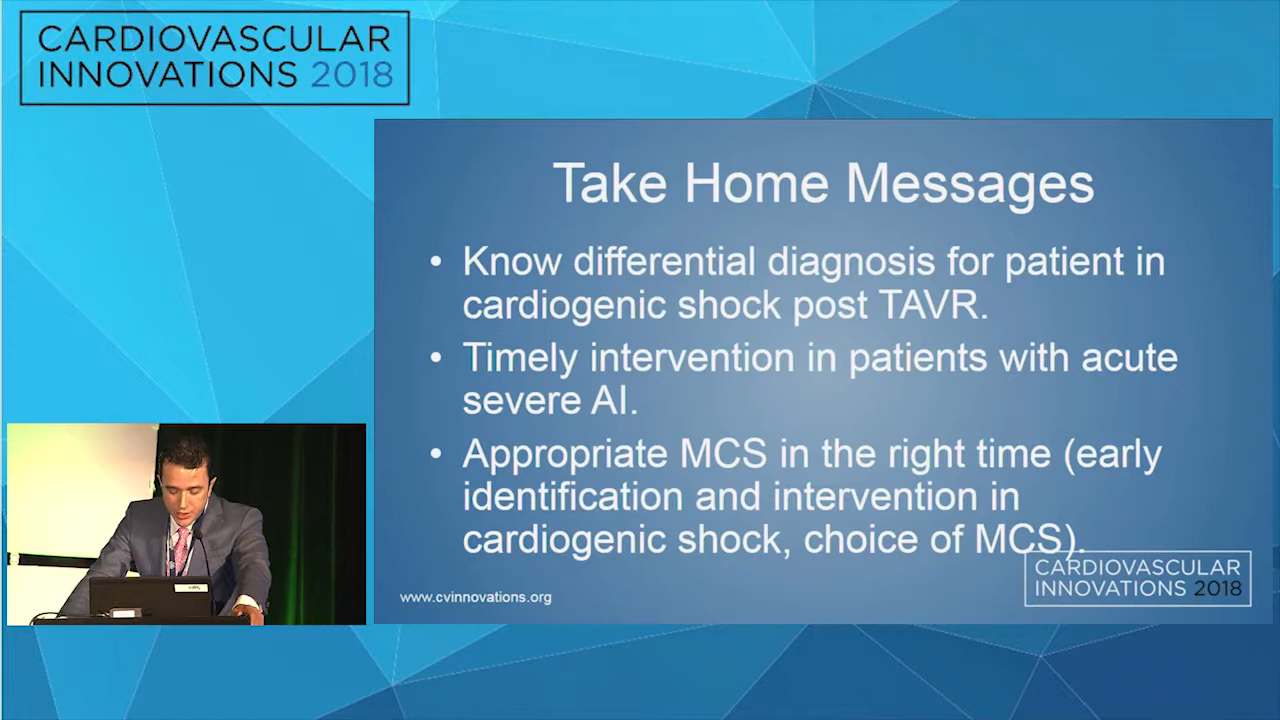 CARDIOVASCULAR
INNOVATIONS 2018
Take Home Messages
• Know differential diagnosis for patient in
cardiogenic shock post TAVR.
• Timely intervention in patients with acute
severe AI.
• Appropriate MCS in the right time (early
identification and intervention in
cardiogenic shock, choice of MCS).
www.cvinnovations.org
CARDIOVASCULAR
INNOVATIONS 2018